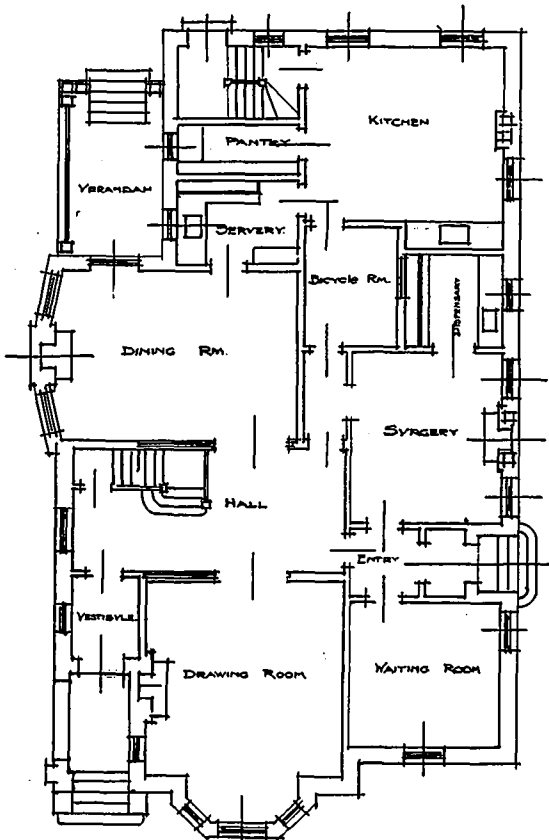 KITCHEN
PANTRY
VERANDAH
SERVERY.
BICYCLE RM.
DISPENSARY
DINING RM.
SURGERY
HALL
ENTRY
VESTIBULE.
DRAWING ROOM
WAITING ROOM